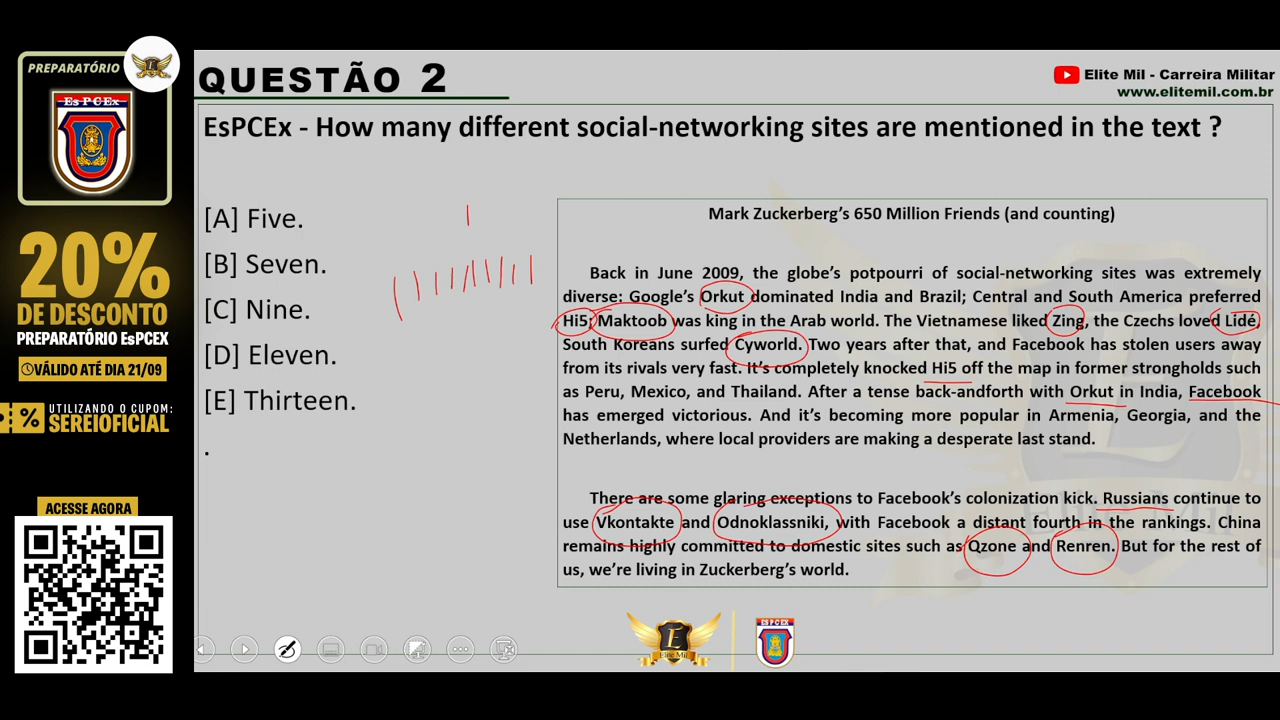 PREPARATÓRIO
EsPCEx
20%
DE DESCONTO
PREPARATÓRIO EsPCEX
VÁLIDO ATÉ DIA 21/09
%
UTILIZANDO O CUPOM:
SEREIOFICIAL
ACESSE AGORA
QUESTÃO 2
Elite Mil - Carreira Militar
www.elitemil.com.br
EsPCEx - How many different social-networking sites are mentioned in the text ?
[A] Five.
[B] Seven.
[C] Nine.
[D] Eleven.
[E] Thirteen.
.
Mark Zuckerberg's 650 Million Friends (and counting)
Back in June 2009, the globe's potpourri of social-networking sites was extremely
diverse: Google's Orkut dominated India and Brazil; Central and South America preferred
Hi5; Maktoob was king in the Arab world. The Vietnamese liked Zing, the Czechs loved Lidé,
South Koreans surfed Cyworld. Two years after that, and Facebook has stolen users away
from its rivals very fast. It's completely knocked Hi5 off the map in former strongholds such
as Peru, Mexico, and Thailand. After a tense back-andforth with Orkut in India, Facebook
has emerged victorious. And it's becoming more popular in Armenia, Georgia, and the
Netherlands, where local providers are making a desperate last stand.
There are some glaring exceptions to Facebook's colonization kick. Russians continue to
use Vkontakte and Odnoklassniki, with Facebook a distant fourth in the rankings. China
remains highly committed to domestic sites such as Qzone and Renren. But for the rest of
us, we're living in Zuckerberg's world.
Elite Mil
ESPCEX